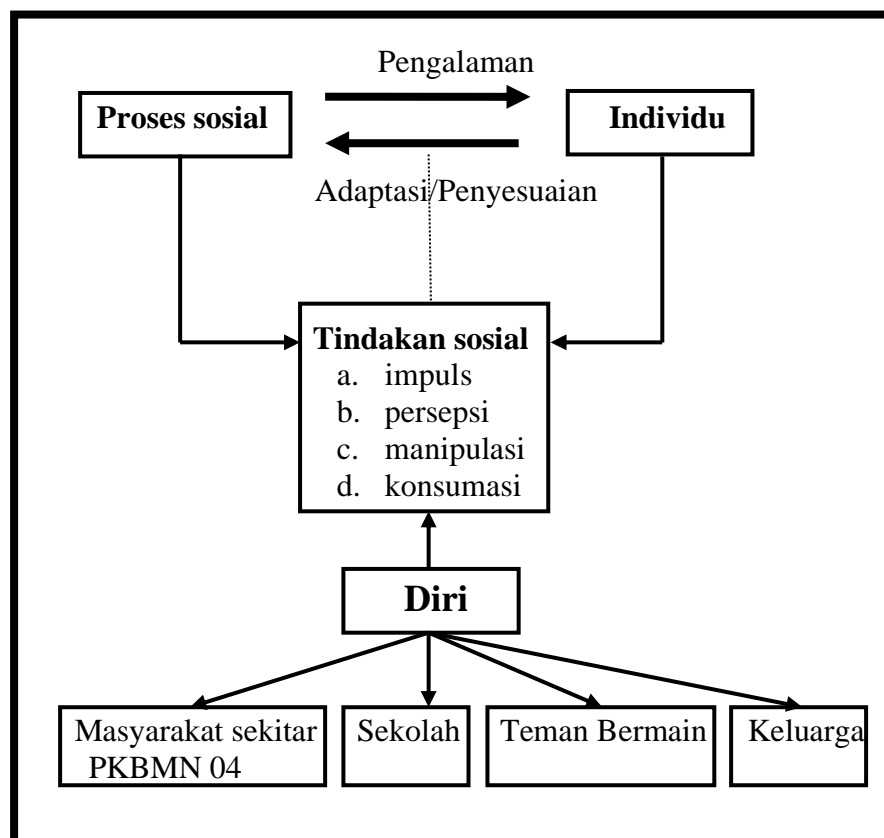 Pengalaman
Proses sosial
Individu
Adaptasi/Penyesuaian
Tindakan sosial
a. impuls
b. persepsi
c. manipulasi
d. konsumasi
Diri
Masyarakat sekitar
PKBMN 04
Sekolah
Teman Bermain
Keluarga